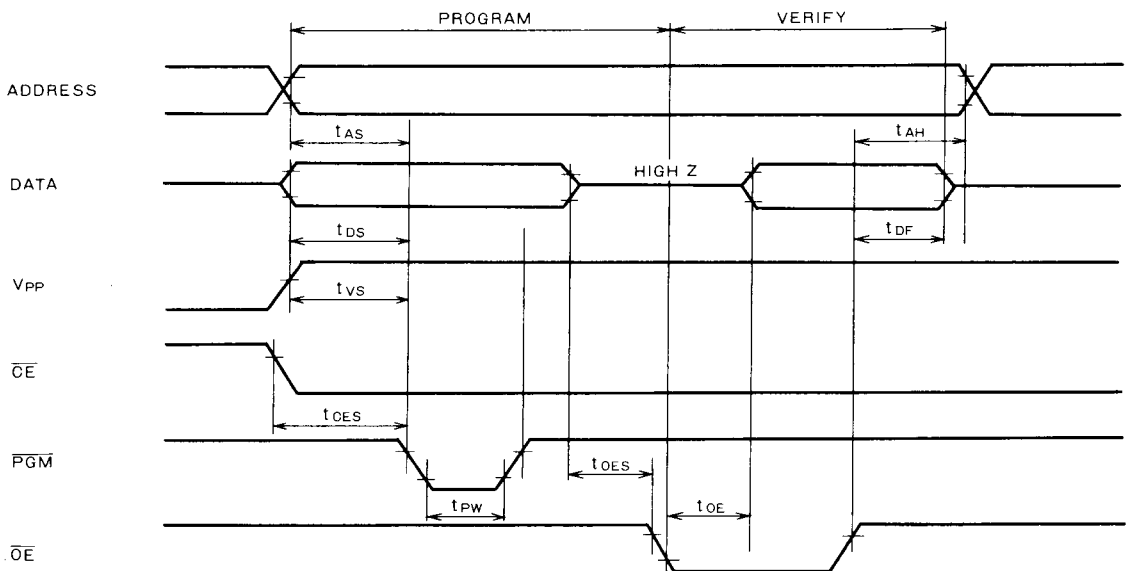 PROGRAM VERIFY
ADDRESS
tAS tAH
DATA HIGH Z
tDS tDF
VPP
tVS
CE
tCES
PGM
tOES
tPW tOE
OE